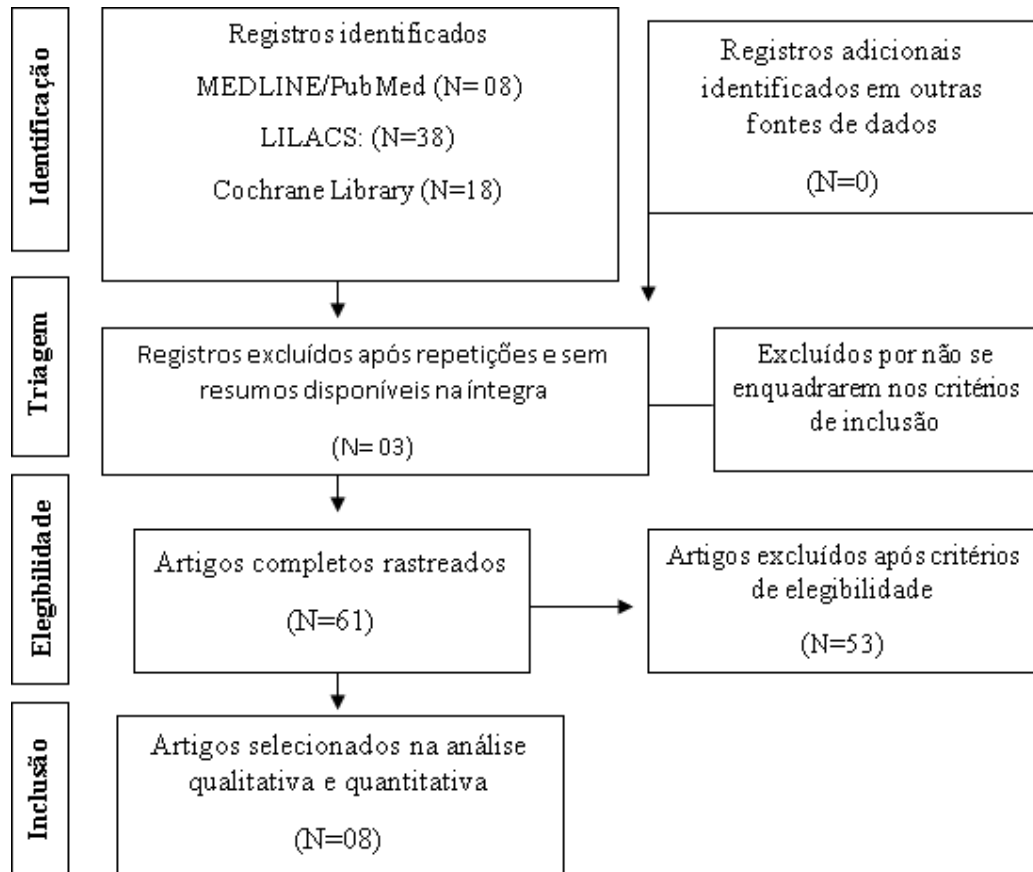 Identificação
Registros identificados
MEDLINE/PubMed (N= 08)
LILACS: (N=38)
Cochrane Library (N=18)
Registros adicionais
identificados em outras
fontes de dados
(N=0)
Triagem
Registros excluídos após repetições e sem
resumos disponíveis na íntegra
(N= 03)
Excluídos por não se
enquadrarem nos critérios
de inclusão
Elegibilidade
Artigos completos rastreados
(N=61)
Artigos excluídos após critérios
de elegibilidade
(N=53)
Inclusão
Artigos selecionados na análise
qualitativa e quantitativa
(N=08)